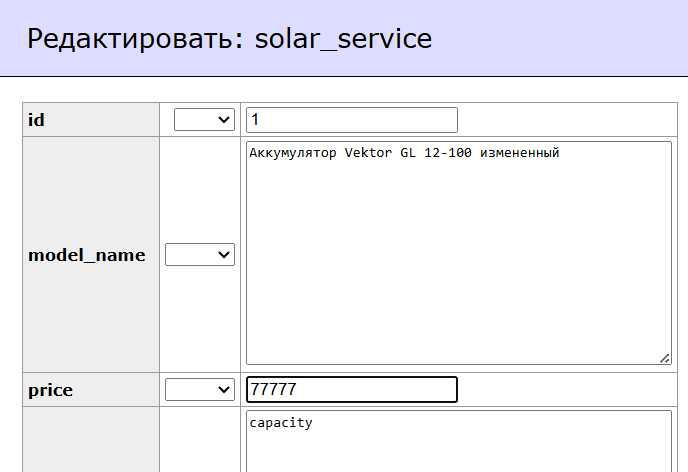 Редактировать: solar_service
id 1
Аккумулятор Vektor GL 12-100 измененный
model_name
price 77777
capacity